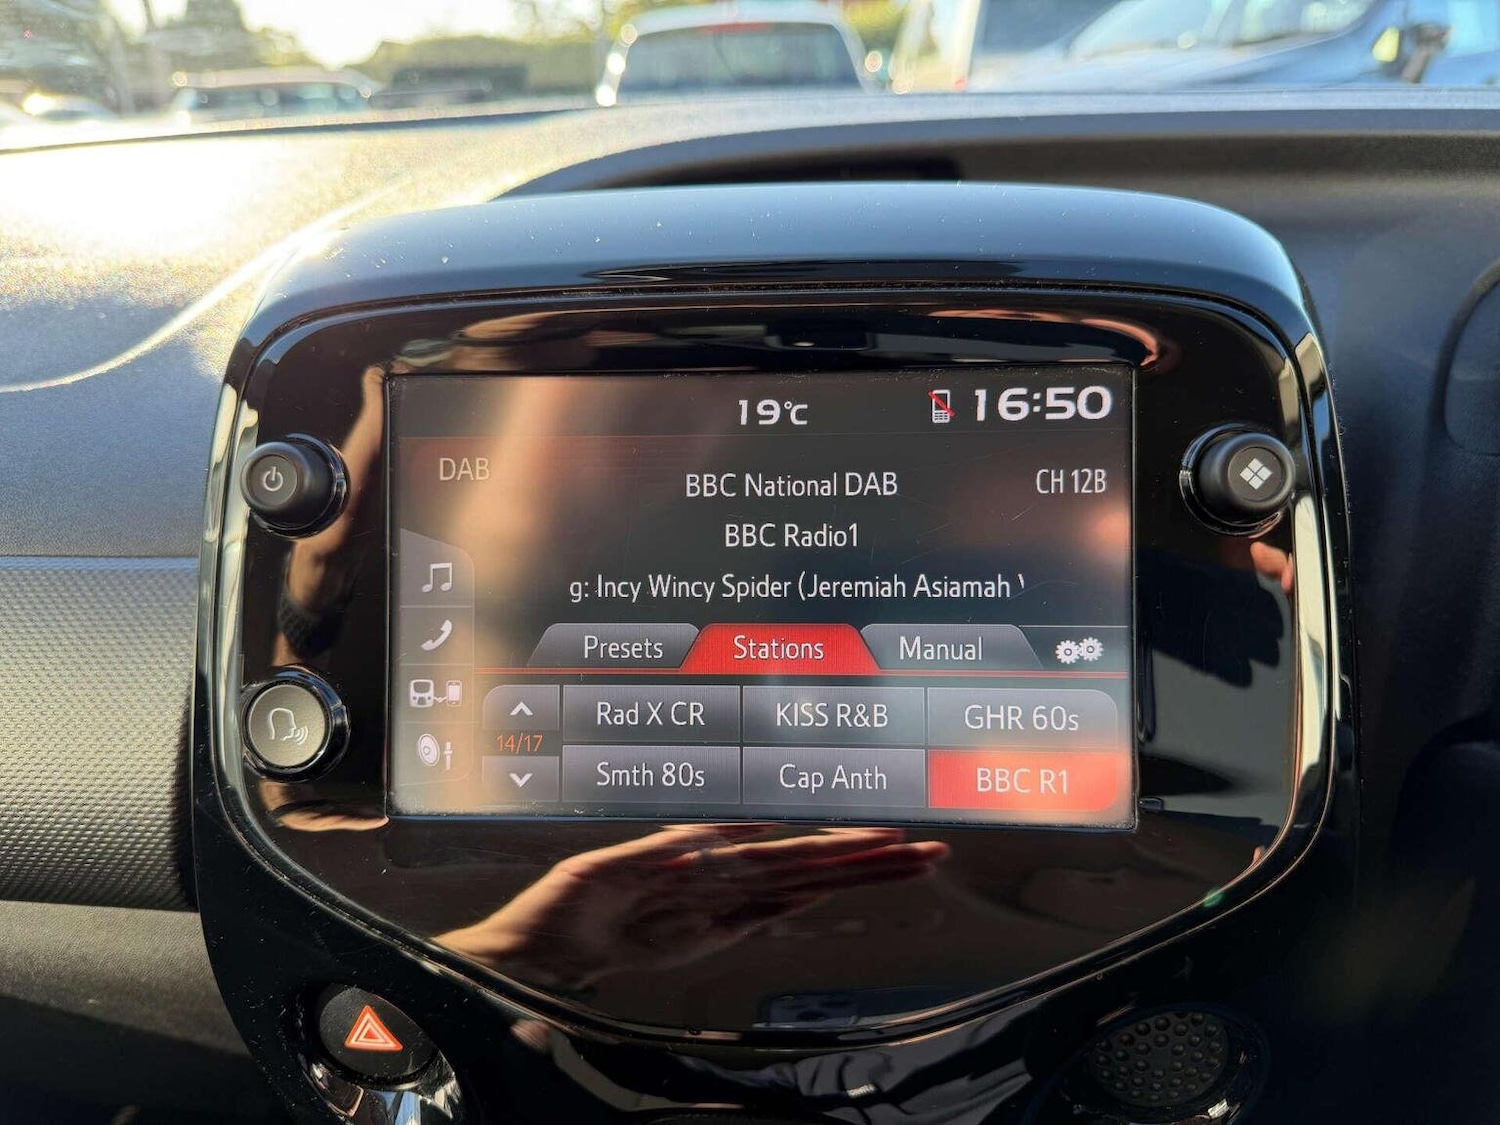 19°C 16:50
DAB
BBC National DAB CH 12B
BBC Radio1
g: Incy Wincy Spider (Jeremiah Asiamah
Presets Stations Manual
Rad X CR KISS R&B GHR 60s
14/17
Smth 80s Cap Anth BBC R1